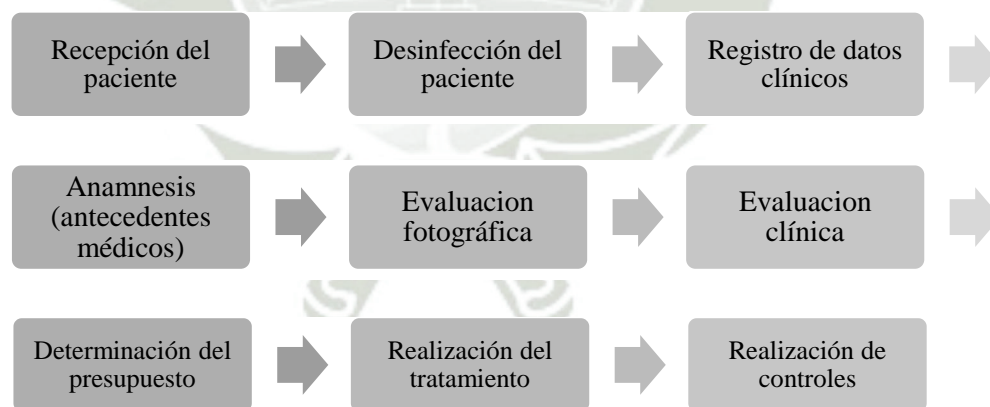 Recepción del
paciente
Desinfección del
paciente
Registro de datos
clínicos
Anamnesis
(antecedentes
médicos)
Evaluacion
fotográfica
Evaluacion
clínica
Determinación del
presupuesto
Realización del
tratamiento
Realización de
controles